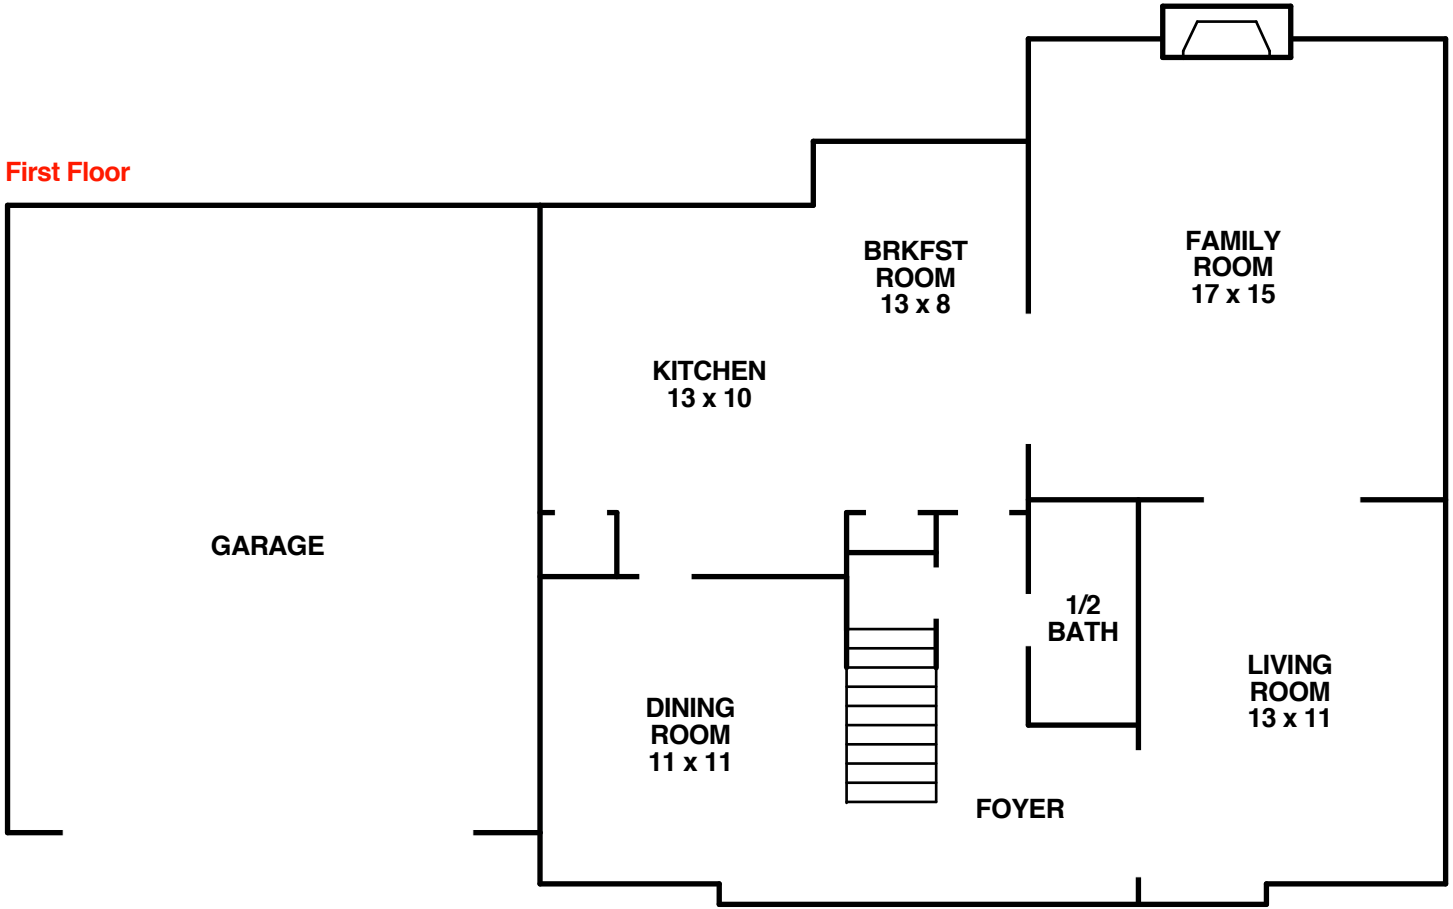 First Floor
BRKFST
ROOM
13 x 8
FAMILY
ROOM
17 x 15
KITCHEN
13 x 10
GARAGE
1/2
BATH
LIVING
ROOM
13 x 11
DINING
ROOM
11 x 11
FOYER